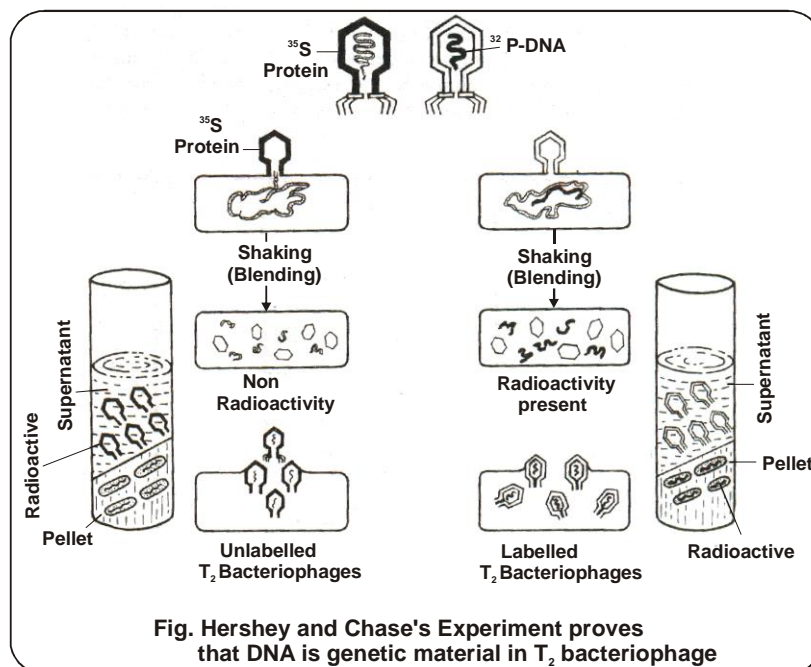 ³⁵S
Protein
³²P-DNA
³⁵S
Protein
Shaking
(Blending)
Shaking
(Blending)
Supernatant
Radioactive
Pellet
Non
Radioactivity
Radioactivity
present
Supernatant
Pellet
Radioactive
Unlabelled
T₂ Bacteriophages
Labelled
T₂ Bacteriophages
Fig. Hershey and Chase's Experiment proves
that DNA is genetic material in T₂ bacteriophage